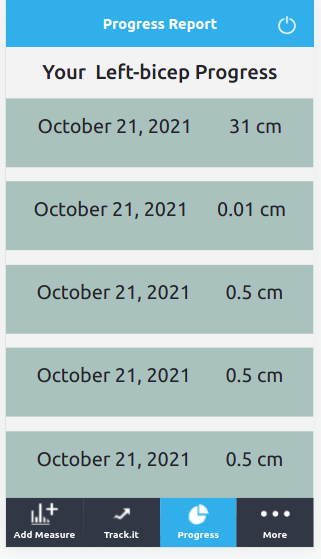 Progress Report
Your Left-bicep Progress
October 21, 2021 31 cm
October 21, 2021 0.01 cm
October 21, 2021 0.5 cm
October 21, 2021 0.5 cm
October 21, 2021 0.5 cm
Add Measure Track.it Progress More